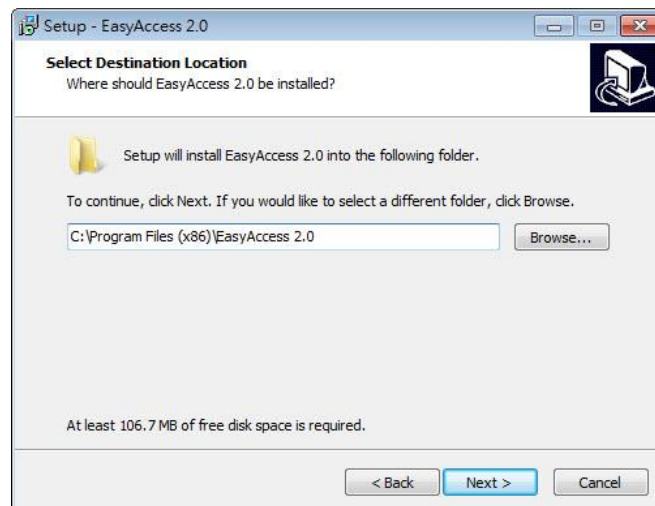 Setup - EasyAccess 2.0
Select Destination Location
Where should EasyAccess 2.0 be installed?
Setup will install EasyAccess 2.0 into the following folder.
To continue, click Next. If you would like to select a different folder, click Browse.
C:\Program Files (x86)\EasyAccess 2.0
Browse...
At least 106.7 MB of free disk space is required.
< Back
Next >
Cancel